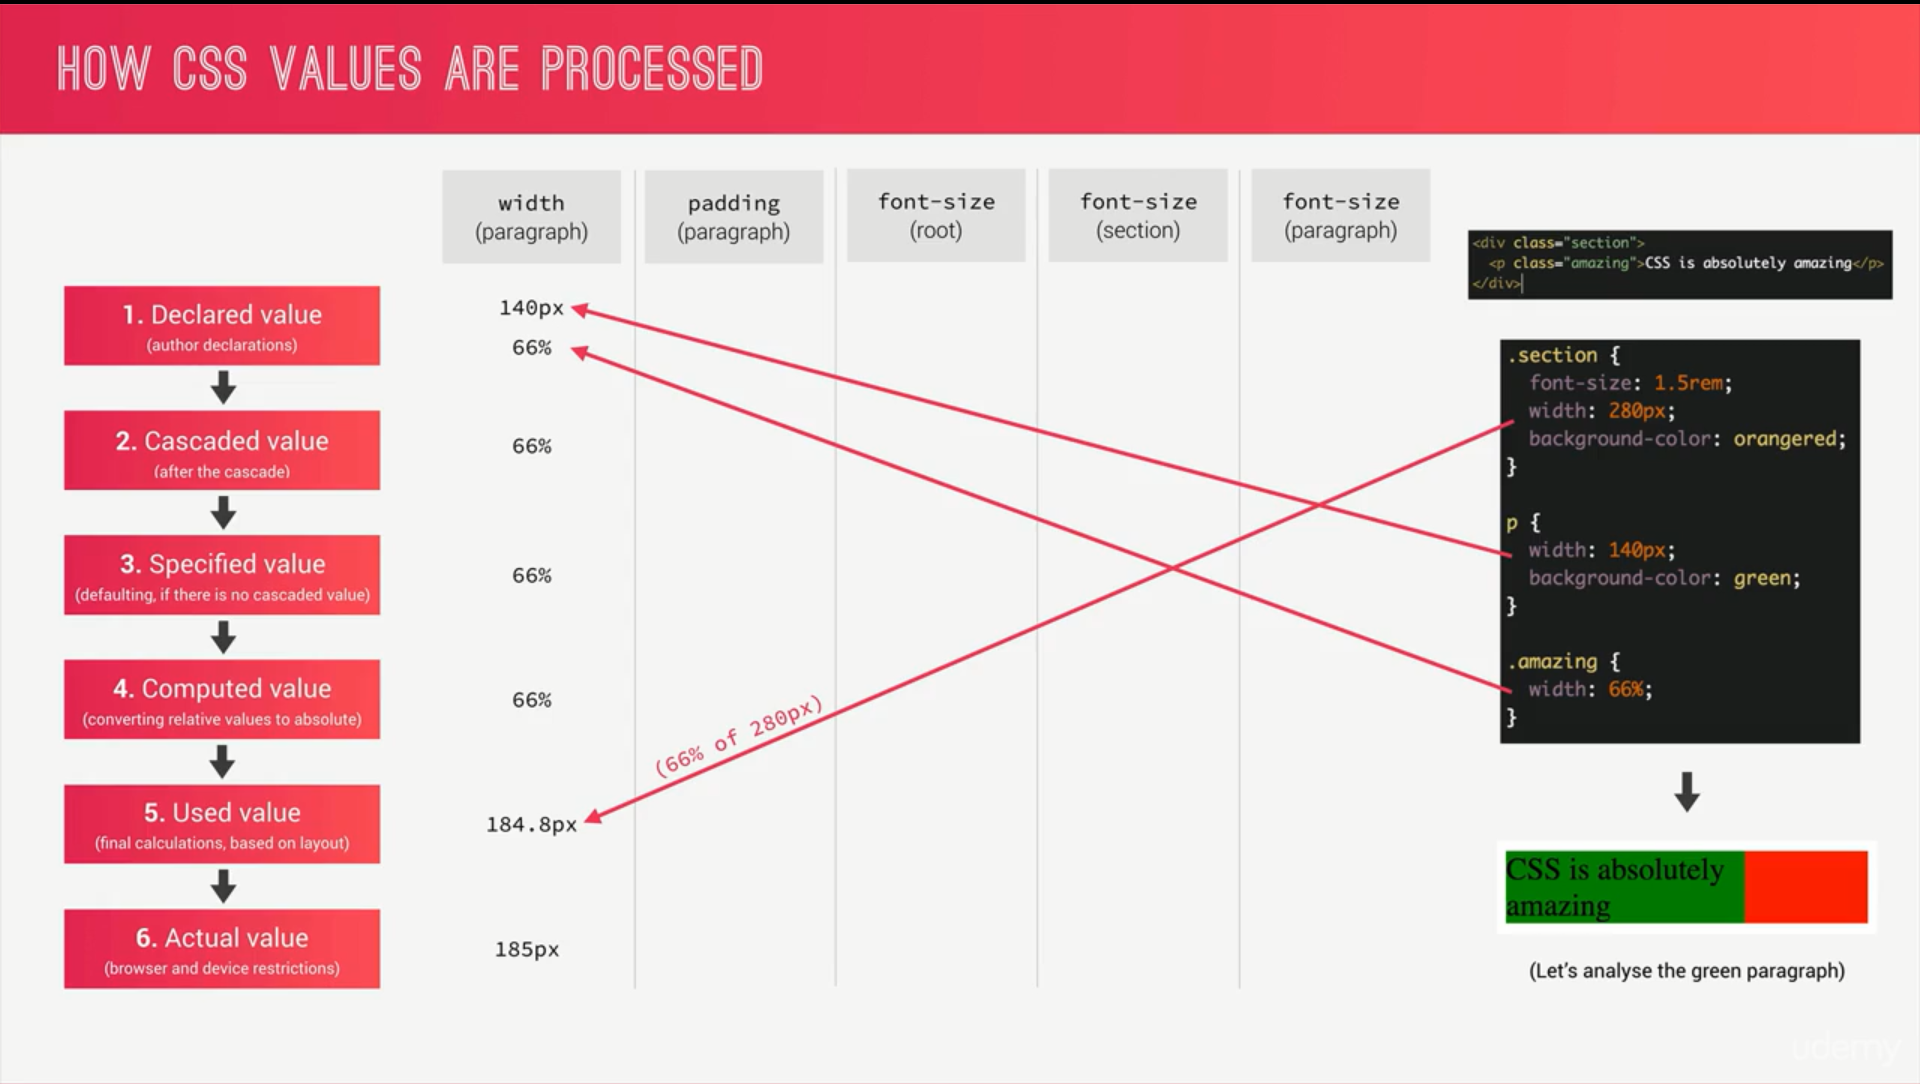 HOW CSS VALUES ARE PROCESSED
width
(paragraph)
padding
(paragraph)
font-size
(root)
font-size
(section)
font-size
(paragraph)
1. Declared value
(author declarations)
140px
66%
2. Cascaded value
(after the cascade)
66%
3. Specified value
(defaulting, if there is no cascaded value)
66%
4. Computed value
(converting relative values to absolute)
66%
(66% of 280px)
5. Used value
(final calculations, based on layout)
184.8px
6. Actual value
(browser and device restrictions)
185px
<div class="section">
<p class="amazing">CSS is absolutely amazing</p>
</div>
.section {
font-size: 1.5rem;
width: 280px;
background-color: orangered;
}
p {
width: 140px;
background-color: green;
}
.amazing {
width: 66%;
}
CSS is absolutely
amazing
(Let's analyse the green paragraph)
udemy